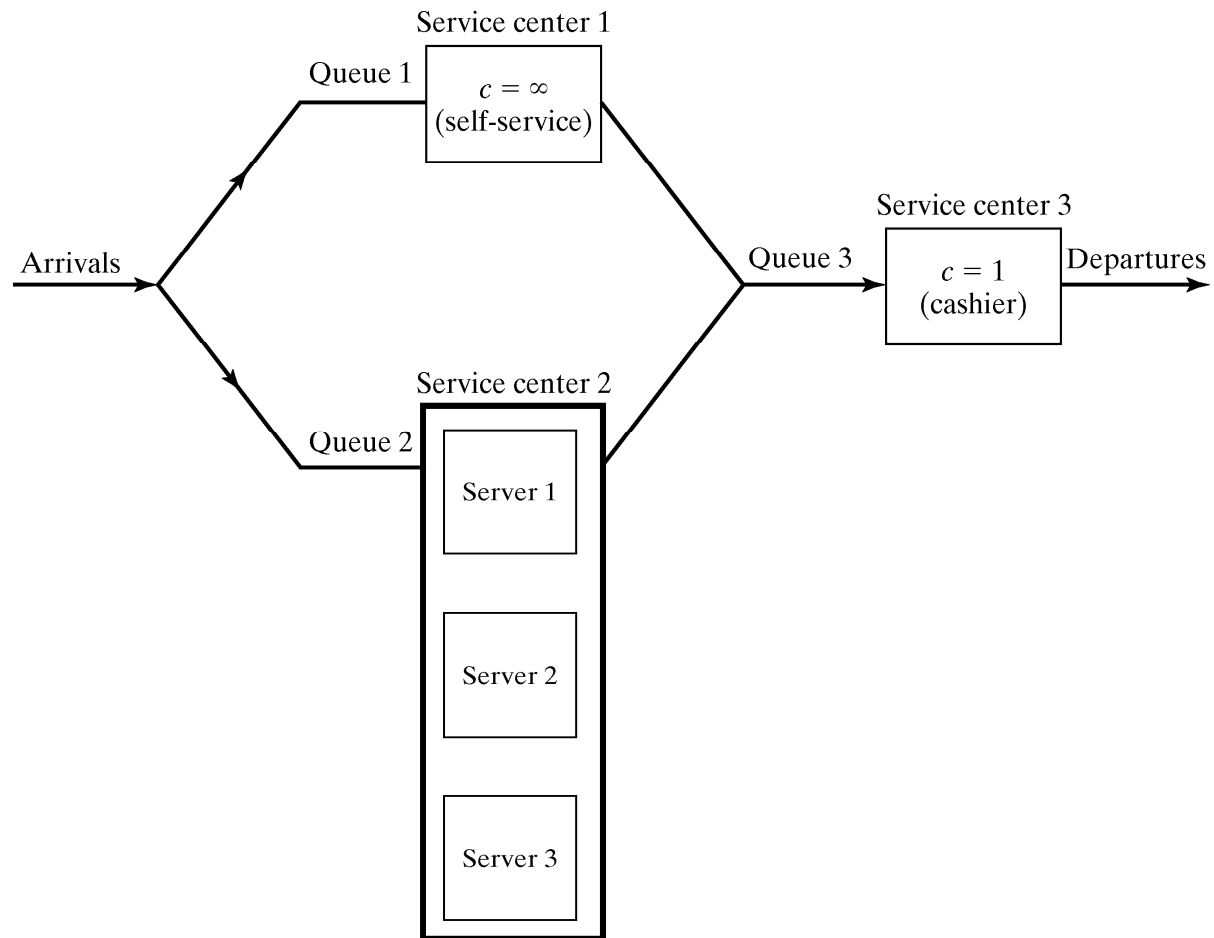 Service center 1
Queue 1
c = ∞
(self-service)
Arrivals
Service center 3
Queue 3
c = 1
(cashier)
Departures
Service center 2
Queue 2
Server 1
Server 2
Server 3